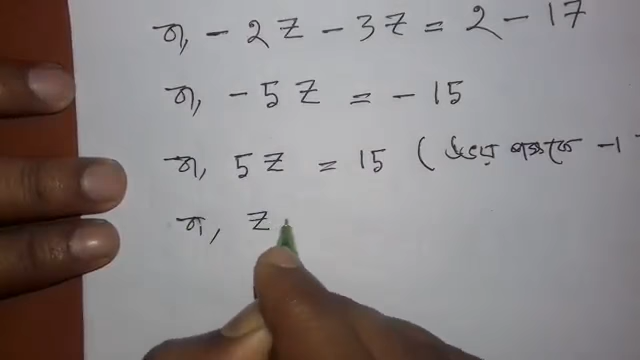 বা, - 2z - 3z = 2 - 17
বা, - 5z = - 15
বা, 5z = 15 ( উভয় পক্ষকে -1
বা, z